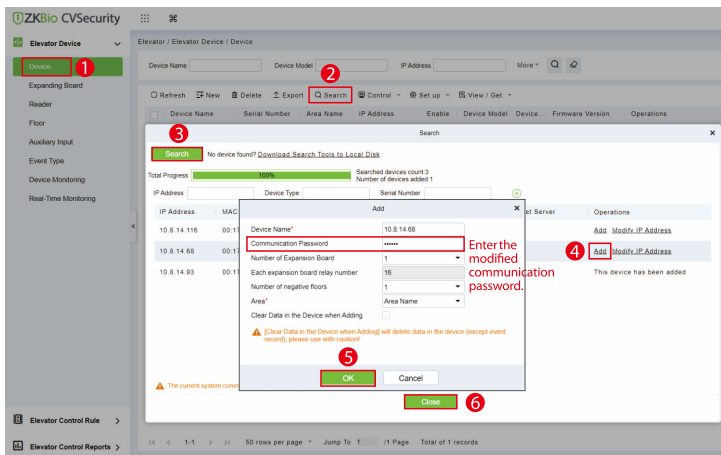 ZKBio CVSecurity
Elevator Device
Elevator / Elevator Device / Device
Device 1
Device Name Device Model IP Address More
2
Expanding Board
Refresh New Delete Export Search Control Set up View / Get
Reader
Device Name Serial Number Area Name IP Address Enable Device Model Device... Firmware Version Operations
Floor
Auxiliary Input
Event Type
Device Monitoring
Real-Time Monitoring
3
Search ×
Search No device found? Download Search Tools to Local Disk
Total Progress 100% Searched devices count:3
Number of devices added:1
IP Address Device Type Serial Number
IP Address MAC et Server Operations
10.8.14.116 00:17 Add Modify IP Address
10.8.14.68 00:17 4 Add Modify IP Address
10.8.14.93 00:17 This device has been added
Add ×
Device Name* 10.8.14.68
Communication Password ••••••
Number of Expansion Board 1
Each expansion board relay number 16
Number of negative floors 1
Area* Area Name
Clear Data in the Device when Adding
[Clear Data in the Device when Adding] will delete data in the device (except event
record), please use with caution!
Enter the
modified
communication
password.
5
OK Cancel
The current system comm
Close 6
Elevator Control Rule >
Elevator Control Reports >
|< < 1-1 > >| 50 rows per page Jump To 1 /1 Page Total of 1 records